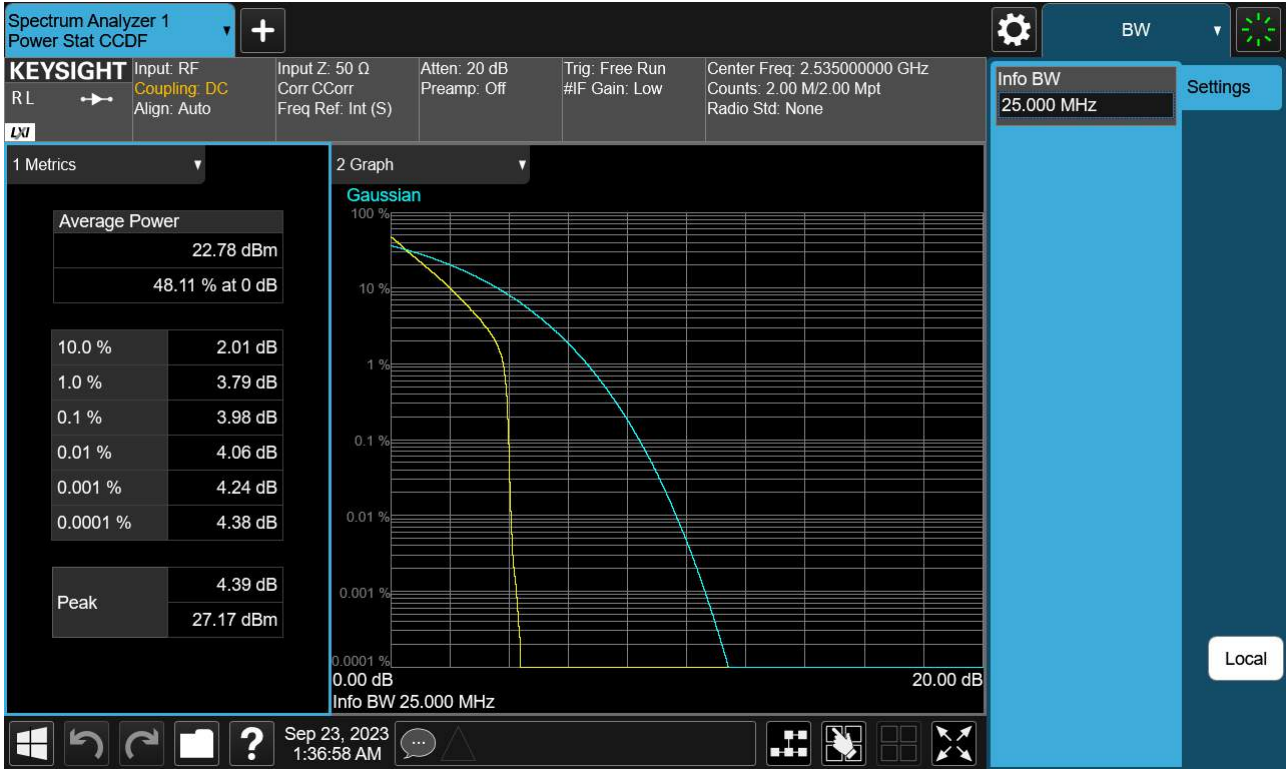 Spectrum Analyzer 1
Power Stat CCDF
+
BW
KEYSIGHT
R L
LXI
Input: RF
Coupling: DC
Align: Auto
Input Z: 50 Ω
Corr CCorr
Freq Ref: Int (S)
Atten: 20 dB
Preamp: Off
Trig: Free Run
#IF Gain: Low
Center Freq: 2.535000000 GHz
Counts: 2.00 M/2.00 Mpt
Radio Std: None
Info BW
25.000 MHz
Settings
1 Metrics
Average Power
22.78 dBm
48.11 % at 0 dB
10.0 % 2.01 dB
1.0 % 3.79 dB
0.1 % 3.98 dB
0.01 % 4.06 dB
0.001 % 4.24 dB
0.0001 % 4.38 dB
Peak 4.39 dB
27.17 dBm
2 Graph
Gaussian
100 %
10 %
1 %
0.1 %
0.01 %
0.001 %
0.0001 %
0.00 dB 20.00 dB
Info BW 25.000 MHz
Local
?
Sep 23, 2023
1:36:58 AM